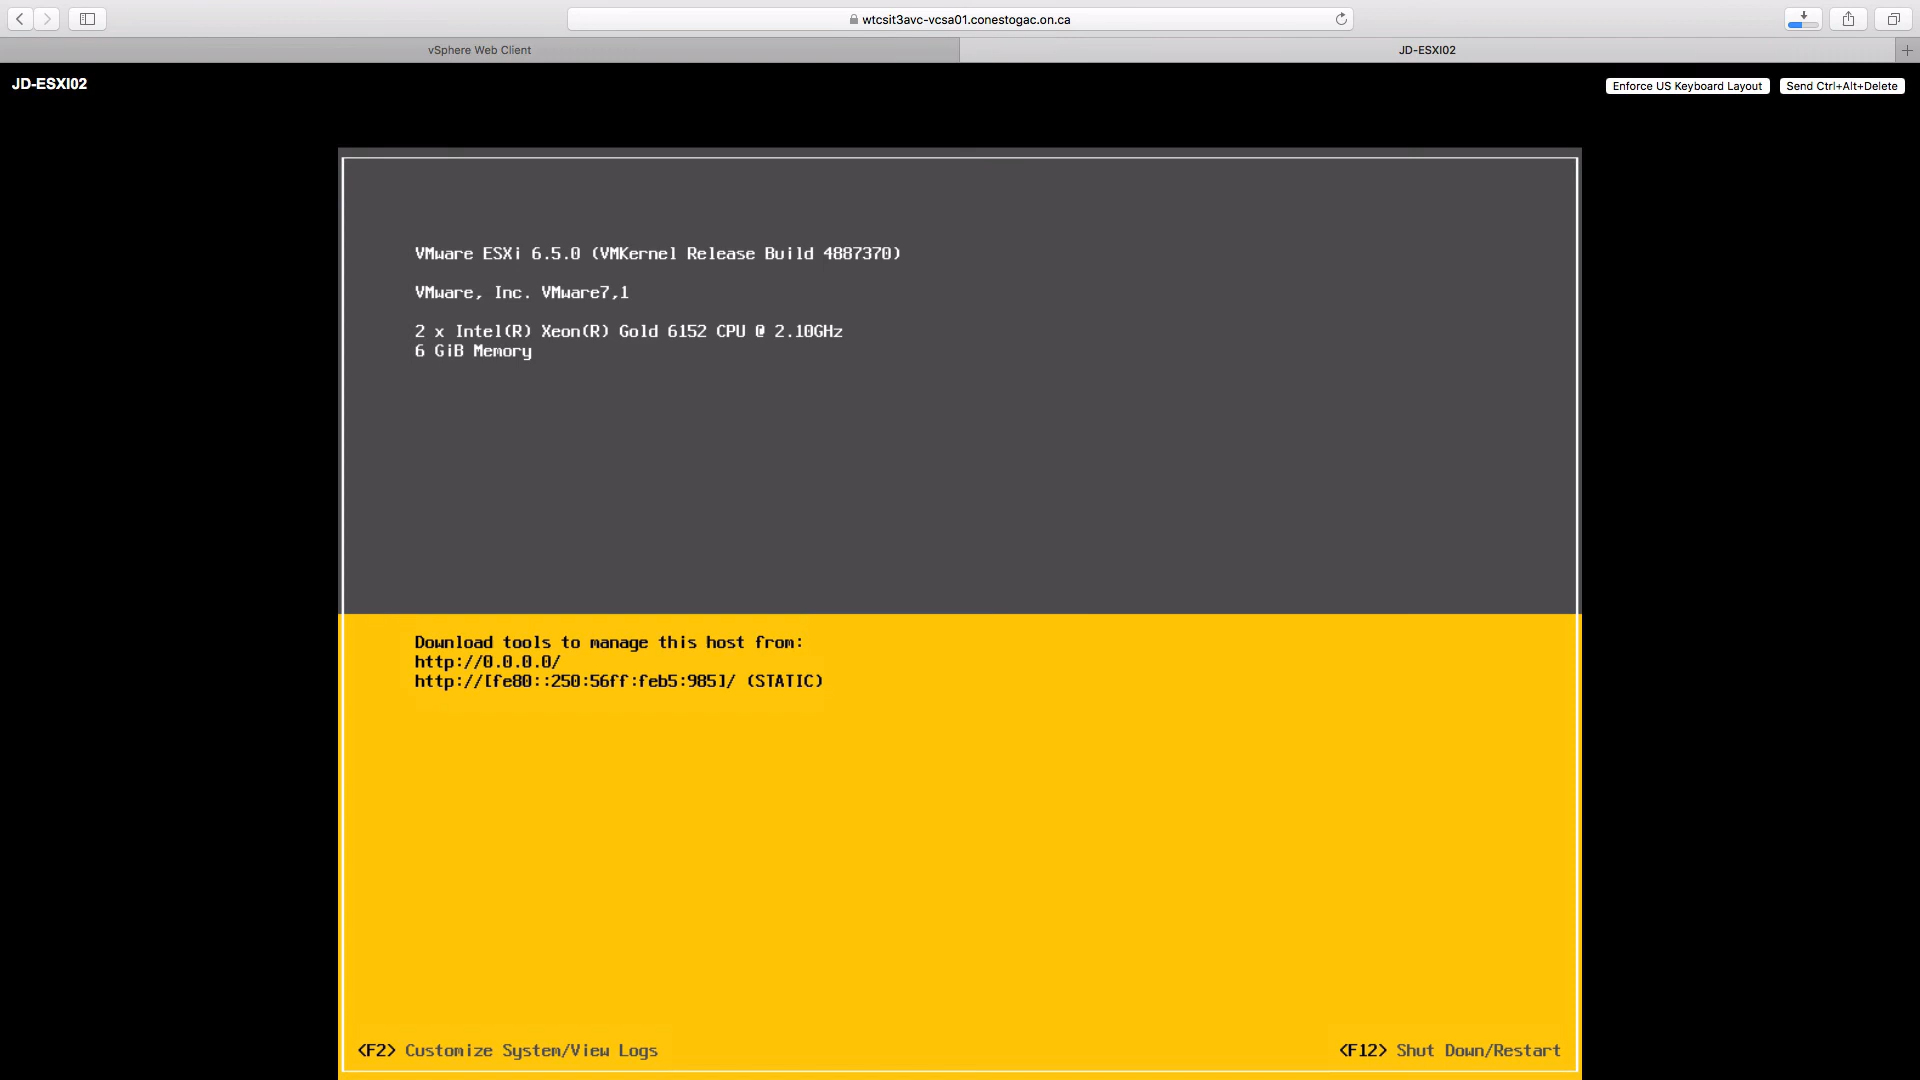 wtcsit3avc-vcsa01.conestogac.on.ca
vSphere Web Client
JD-ESXI02
JD-ESXI02
Enforce US Keyboard Layout
Send Ctrl+Alt+Delete
VMware ESXi 6.5.0 (VMKernel Release Build 4887370)
VMware, Inc. VMware7,1
2 x Intel(R) Xeon(R) Gold 6152 CPU @ 2.10GHz
6 GiB Memory
Download tools to manage this host from:
http://0.0.0.0/
http://[fe80::250:56ff:feb5:985]/ (STATIC)
<F2> Customize System/View Logs
<F12> Shut Down/Restart